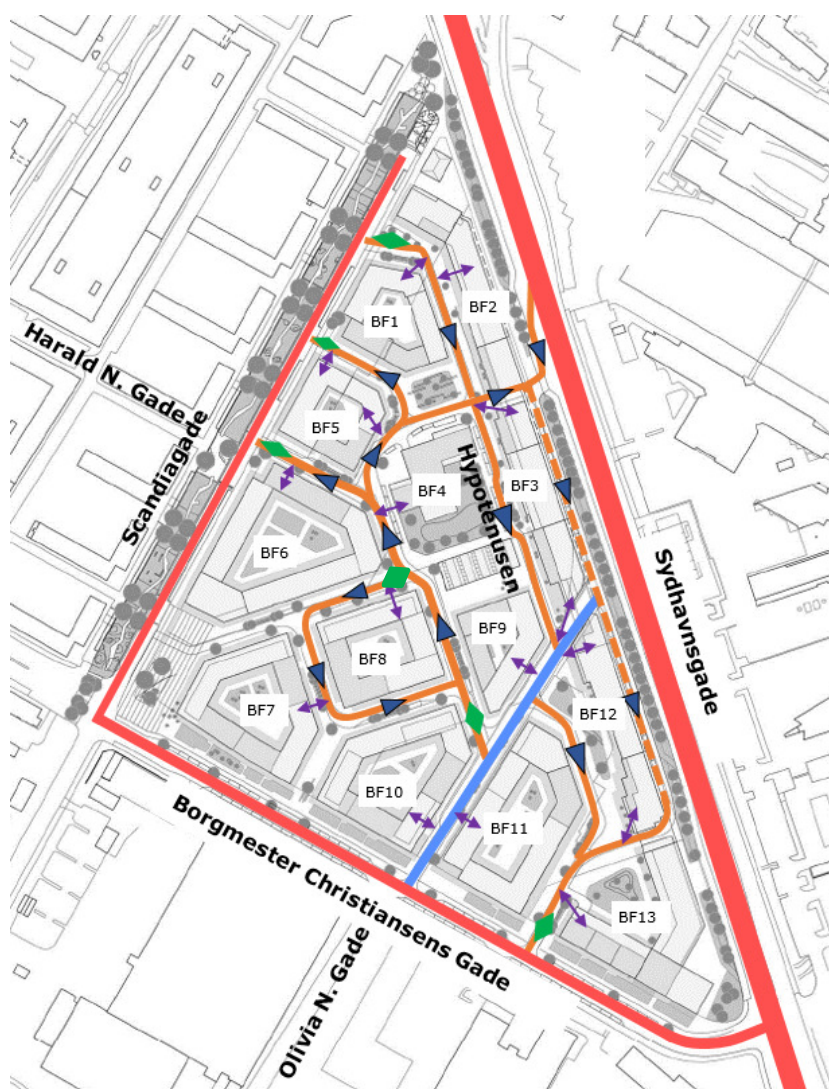 BF1
BF2
Harald N. Gade
BF5
Scandiagade
BF4
Hypotenusen
BF3
BF6
Sydhavnsgade
BF9
BF8
BF7
BF12
BF10
BF11
Borgmester Christiansens Gade
BF13
Olivia N. Gade